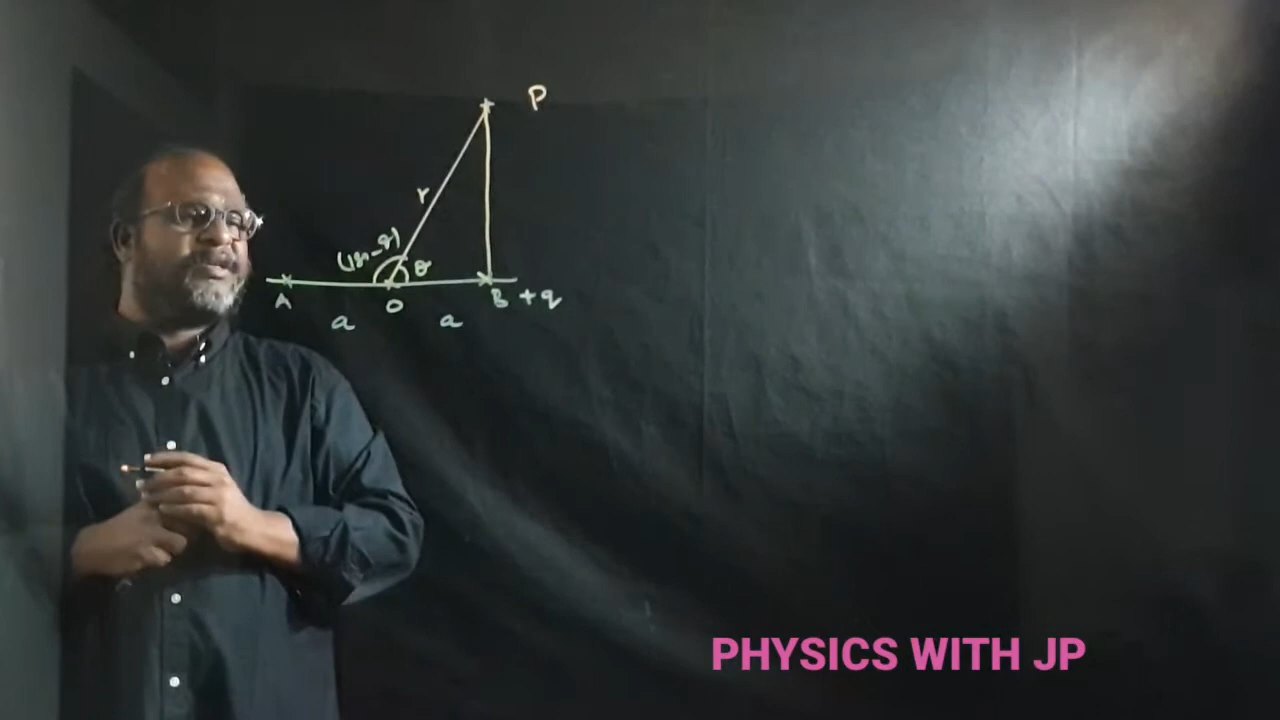 P
r
(180-θ) θ
A O B +q
a a
PHYSICS WITH JP